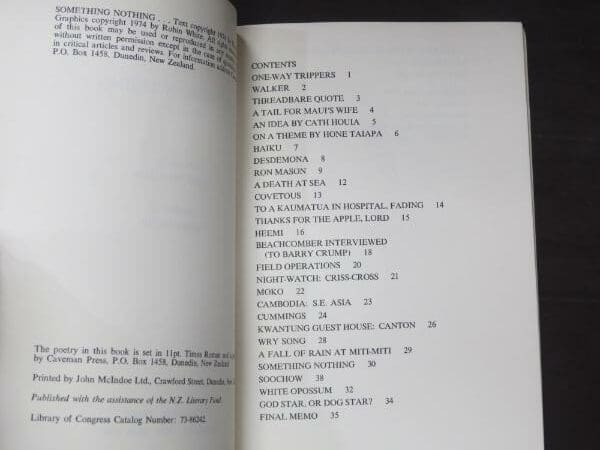 SOMETHING NOTHING . . . Text copyright
Graphics copyright 1974 by Robin White. All rights
of this book may be used or reproduced in any
without written permission except in the case of
in critical articles and reviews. For information address
P.O. Box 1458, Dunedin, New Zealand.
The poetry in this book is set in 11pt. Times Roman and
by Caveman Press, P.O. Box 1458, Dunedin, New Zealand
Printed by John McIndoe Ltd., Crawford Street, Dunedin,
Published with the assistance of the N.Z. Literary Fund.
Library of Congress Catalog Number: 73-86242.
CONTENTS
ONE-WAY TRIPPERS 1
WALKER 2
THREADBARE QUOTE 3
A TAIL FOR MAUI'S WIFE 4
AN IDEA BY CATH HOUIA 5
ON A THEME BY HONE TAIAPA 6
HAIKU 7
DESDEMONA 8
RON MASON 9
A DEATH AT SEA 12
COVETOUS 13
TO A KAUMATUA IN HOSPITAL, FADING 14
THANKS FOR THE APPLE, LORD 15
HEEMI 16
BEACHCOMBER INTERVIEWED
(TO BARRY CRUMP) 18
FIELD OPERATIONS 20
NIGHT-WATCH: CRISS-CROSS 21
MOKO 22
CAMBODIA: S.E. ASIA 23
CUMMINGS 24
KWANTUNG GUEST HOUSE: CANTON 26
WRY SONG 28
A FALL OF RAIN AT MITI-MITI 29
SOMETHING NOTHING 30
SOOCHOW 38
WHITE OPOSSUM 32
GOD STAR, OR DOG STAR? 34
FINAL MEMO 35